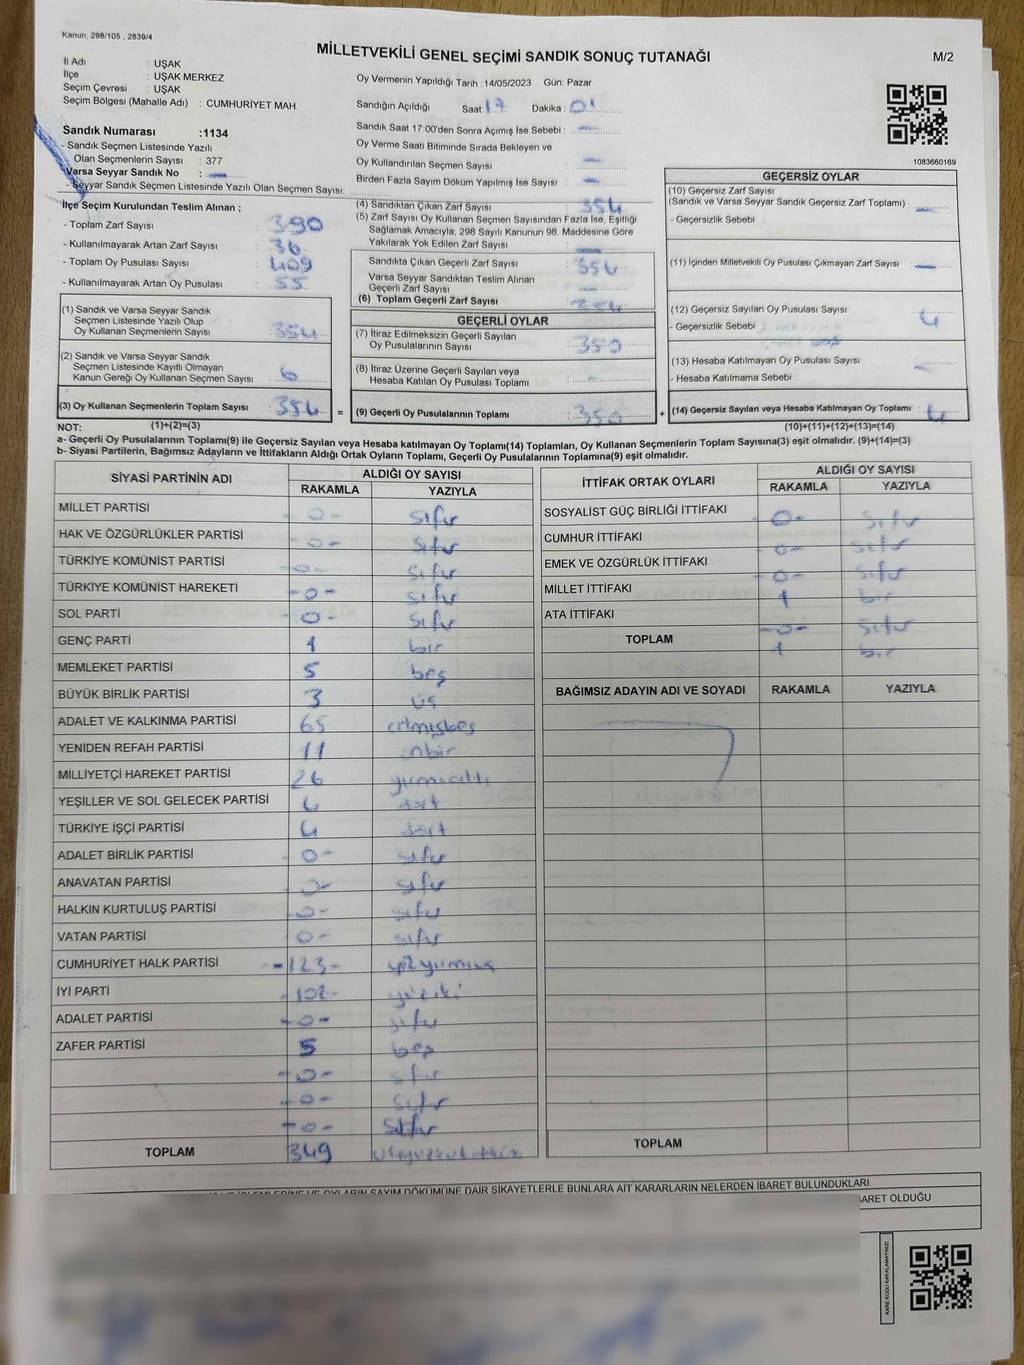 Kanun: 298/105 , 2839/4
MİLLETVEKİLİ GENEL SEÇİMİ SANDIK SONUÇ TUTANAĞI
M/2
İl Adı : UŞAK
İlçe : UŞAK MERKEZ
Seçim Çevresi : UŞAK
Seçim Bölgesi (Mahalle Adı) : CUMHURİYET MAH.
Sandık Numarası :1134
- Sandık Seçmen Listesinde Yazılı
Olan Seçmenlerin Sayısı : 377
Varsa Seyyar Sandık No : -
- Seyyar Sandık Seçmen Listesinde Yazılı Olan Seçmen Sayısı:
Oy Vermenin Yapıldığı Tarih :14/05/2023 Gün: Pazar
Sandığın Açıldığı Saat 17 Dakika : 01
Sandık Saat 17:00'den Sonra Açılmış İse Sebebi : -
Oy Verme Saati Bitiminde Sırada Bekleyen ve
Oy Kullandırılan Seçmen Sayısı : -
Birden Fazla Sayım Döküm Yapılmış İse Sayısı : -
1083660169
İlçe Seçim Kurulundan Teslim Alınan ;
- Toplam Zarf Sayısı : 390
- Kullanılmayarak Artan Zarf Sayısı : 36
- Toplam Oy Pusulası Sayısı : 409
- Kullanılmayarak Artan Oy Pusulası : 55
(4) Sandıktan Çıkan Zarf Sayısı : 354
(5) Zarf Sayısı Oy Kullanan Seçmen Sayısından Fazla İse, Eşitliği
Sağlamak Amacıyla, 298 Sayılı Kanunun 98. Maddesine Göre
Yakılarak Yok Edilen Zarf Sayısı : -
Sandıkta Çıkan Geçerli Zarf Sayısı : 354
Varsa Seyyar Sandıktan Teslim Alınan
Geçerli Zarf Sayısı : -
(6) Toplam Geçerli Zarf Sayısı : 354
GEÇERSİZ OYLAR
(10) Geçersiz Zarf Sayısı
(Sandık ve Varsa Seyyar Sandık Geçersiz Zarf Toplamı) : -
- Geçersizlik Sebebi :
(11) İçinden Milletvekili Oy Pusulası Çıkmayan Zarf Sayısı : -
(12) Geçersiz Sayılan Oy Pusulası Sayısı : 4
- Geçersizlik Sebebi :
(13) Hesaba Katılmayan Oy Pusulası Sayısı : -
- Hesaba Katılmama Sebebi :
(14) Geçersiz Sayılan veya Hesaba Katılmayan Oy Toplamı : 4
(10)+(11)+(12)+(13)=(14)
(1) Sandık ve Varsa Seyyar Sandık
Seçmen Listesinde Yazılı Olup
Oy Kullanan Seçmenlerin Sayısı : 354
(2) Sandık ve Varsa Seyyar Sandık
Seçmen Listesinde Kayıtlı Olmayan
Kanun Gereği Oy Kullanan Seçmen Sayısı :
(3) Oy Kullanan Seçmenlerin Toplam Sayısı : 354 =
(1)+(2)=(3)
GEÇERLİ OYLAR
(7) İtiraz Edilmeksizin Geçerli Sayılan
Oy Pusulalarının Sayısı : 350
(8) İtiraz Üzerine Geçerli Sayılan veya
Hesaba Katılan Oy Pusulası Toplamı : -
(9) Geçerli Oy Pusulalarının Toplamı : 350 +
NOT:
a- Geçerli Oy Pusulalarının Toplamı(9) ile Geçersiz Sayılan veya Hesaba katılmayan Oy Toplamı(14) Toplamları, Oy Kullanan Seçmenlerin Toplam Sayısına(3) eşit olmalıdır. (9)+(14)=(3)
b- Siyasi Partilerin, Bağımsız Adayların ve İttifakların Aldığı Ortak Oyların Toplamı, Geçerli Oy Pusulalarının Toplamına(9) eşit olmalıdır.
SİYASİ PARTİNİN ADI ALDIĞI OY SAYISI
RAKAMLA YAZIYLA
MİLLET PARTİSİ -0- sıfır
HAK VE ÖZGÜRLÜKLER PARTİSİ -0- sıfır
TÜRKİYE KOMÜNİST PARTİSİ -0- sıfır
TÜRKİYE KOMÜNİST HAREKETİ -0- sıfır
SOL PARTİ -0- sıfır
GENÇ PARTİ 1 bir
MEMLEKET PARTİSİ 5 beş
BÜYÜK BİRLİK PARTİSİ 3 üç
ADALET VE KALKINMA PARTİSİ 65 altmışbeş
YENİDEN REFAH PARTİSİ 11 onbir
MİLLİYETÇİ HAREKET PARTİSİ 26 yirmialtı
YEŞİLLER VE SOL GELECEK PARTİSİ 4 dört
TÜRKİYE İŞÇİ PARTİSİ 4 dört
ADALET BİRLİK PARTİSİ -0- sıfır
ANAVATAN PARTİSİ -0- sıfır
HALKIN KURTULUŞ PARTİSİ -0- sıfır
VATAN PARTİSİ -0- sıfır
CUMHURİYET HALK PARTİSİ -123-
İYİ PARTİ -102- yüziki
ADALET PARTİSİ -0- sıfır
ZAFER PARTİSİ 5 beş
-0- sıfır
-0- sıfır
-0- sıfır
TOPLAM 349
İTTİFAK ORTAK OYLARI ALDIĞI OY SAYISI
RAKAMLA YAZIYLA
SOSYALİST GÜÇ BİRLİĞİ İTTİFAKI -0- sıfır
CUMHUR İTTİFAKI -0- sıfır
EMEK VE ÖZGÜRLÜK İTTİFAKI -0- sıfır
MİLLET İTTİFAKI 1 bir
ATA İTTİFAKI -0- sıfır
TOPLAM 1 bir
BAĞIMSIZ ADAYIN ADI VE SOYADI RAKAMLA YAZIYLA
TOPLAM
OYLARIN SAYIM DÖKÜMÜNE DAİR ŞİKAYETLERLE BUNLARA AİT KARARLARIN NELERDEN İBARET BULUNDUKLARI
BARET OLDUĞU
KARE KODU KARALAMAYINIZ!